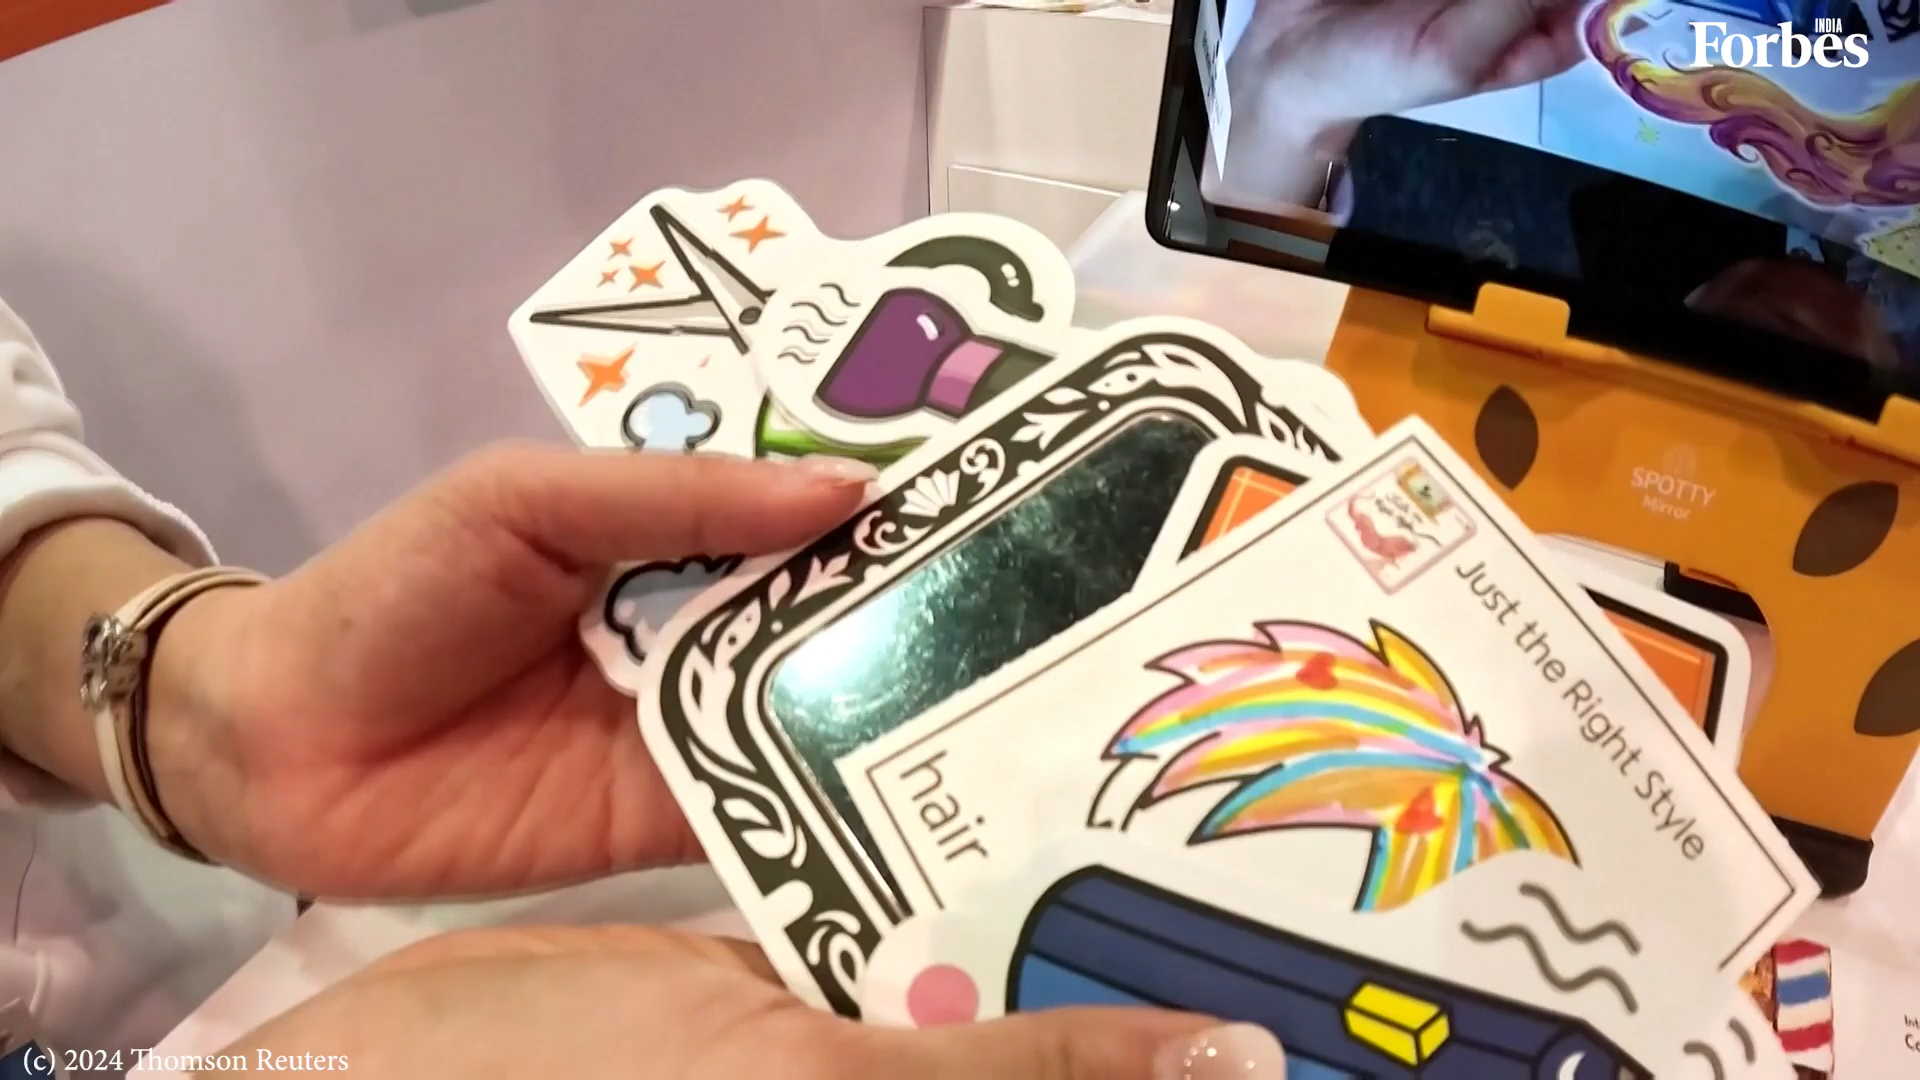 INDIA
Forbes
SPOTTY
Mirror
Just the Right Style
hair
(c) 2024 Thomson Reuters